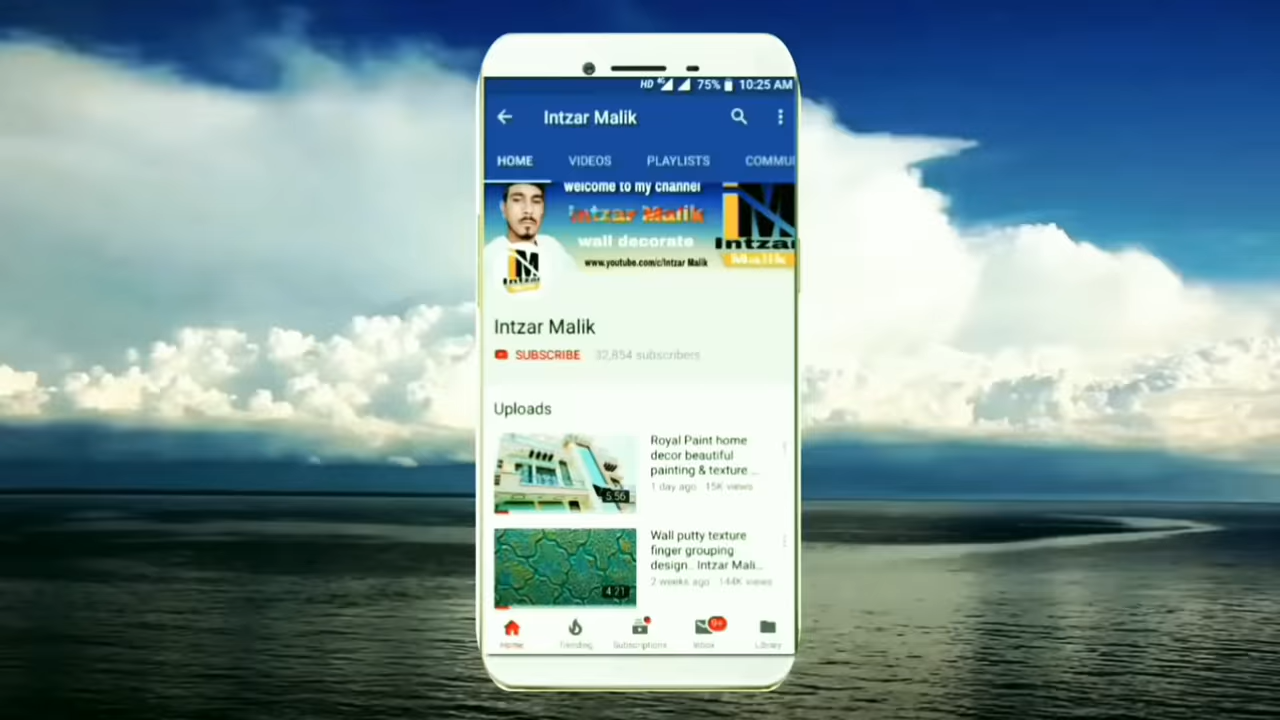 HD 4G 75% 10:25 AM
Intzar Malik
HOME VIDEOS PLAYLISTS COMMU
welcome to my channel
Intzar Malik
wall decorate
www.youtube.com/c/Intzar Malik
IM
Intzar
IM
Intzar Malik
SUBSCRIBE 32,854 subscribers
Uploads
Royal Paint home
decor beautiful
painting & texture ...
1 day ago 15K views
5:56
Wall putty texture
finger grouping
design.. Intzar Mali...
2 weeks ago 144K views
4:21
9+
Home Trending Subscriptions Inbox Library